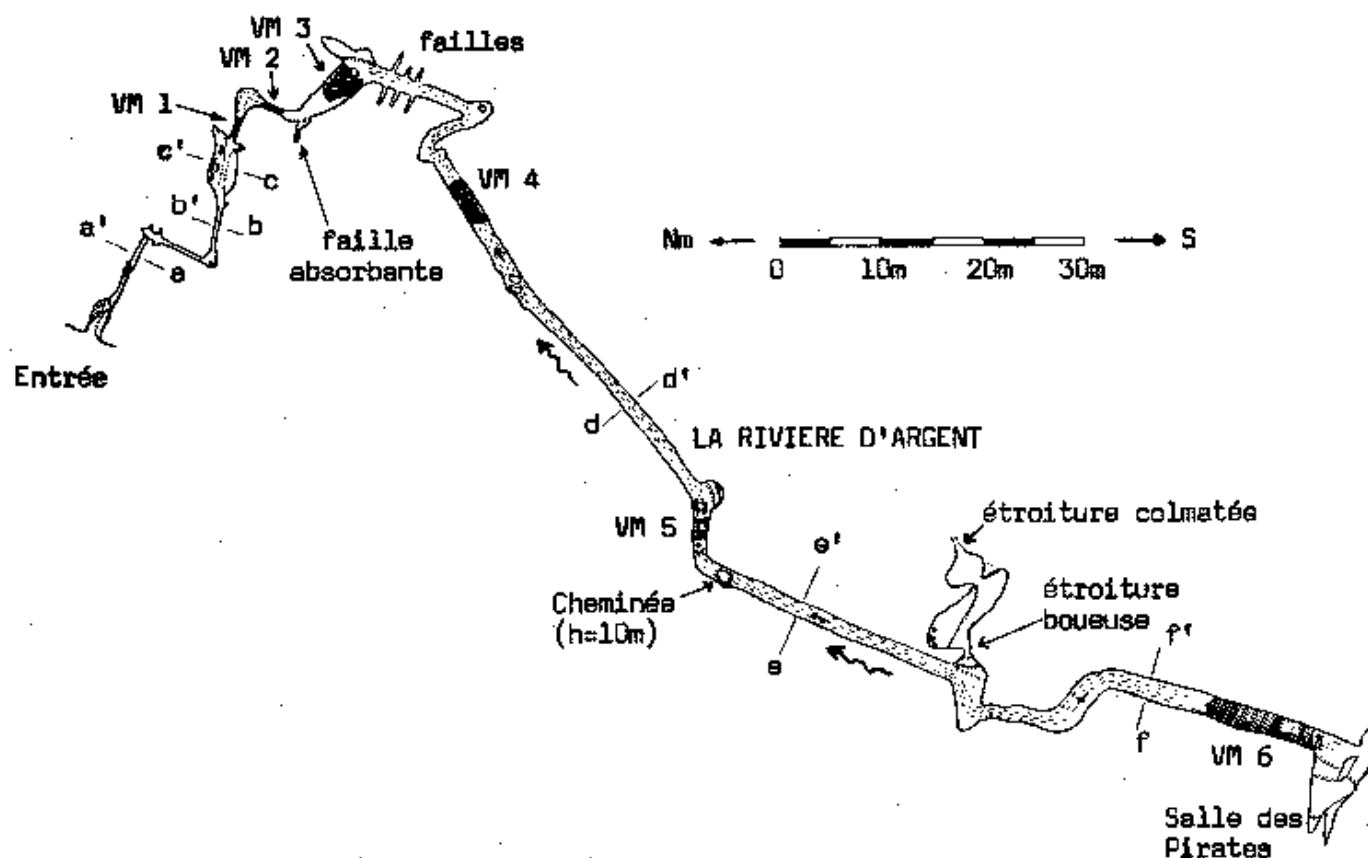 VM 3
failles
VM 2
VM 1
c'
c
VM 4
b'
b
a'
a
faille
absorbante
Nm
S
0 10m 20m 30m
Entrée
d'
d
LA RIVIERE D'ARGENT
VM 5
étroiture colmatée
e'
étroiture
boueuse
Cheminée
(h=10m)
e
f'
f
VM 6
Salle des
Pirates